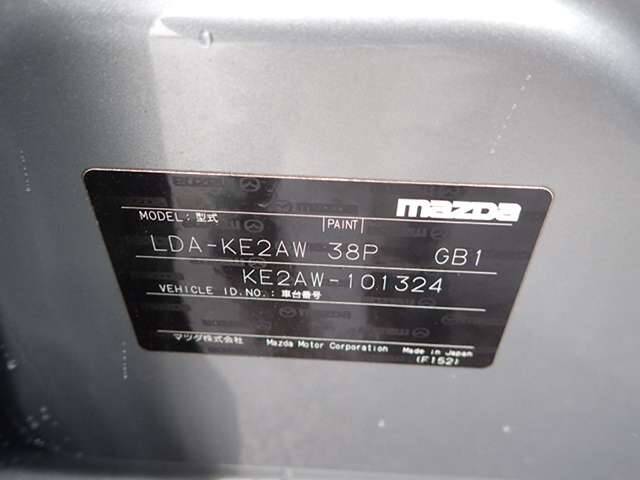 mazda
MODEL: 型式 PAINT
LDA-KE2AW 38P GB1
KE2AW-101324
VEHICLE ID.NO.: 車台番号
マツダ株式会社 Mazda Motor Corporation Made in Japan
(F152)